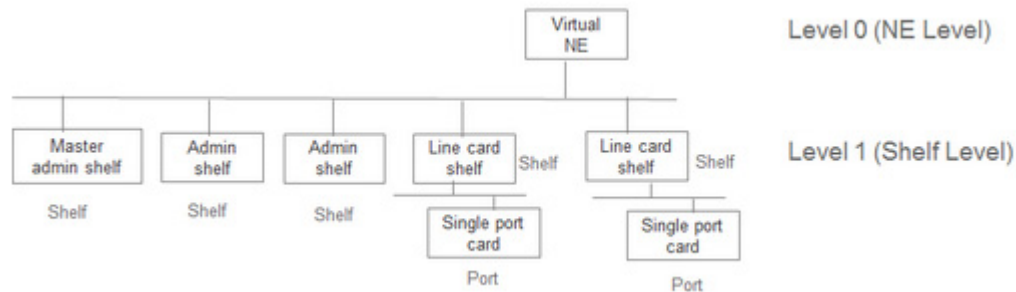 Virtual
NE
Level 0 (NE Level)
Master
admin shelf
Admin
shelf
Admin
shelf
Line card
shelf
Shelf
Line card
shelf
Shelf
Level 1 (Shelf Level)
Shelf
Shelf
Shelf
Single port
card
Single port
card
Port
Port